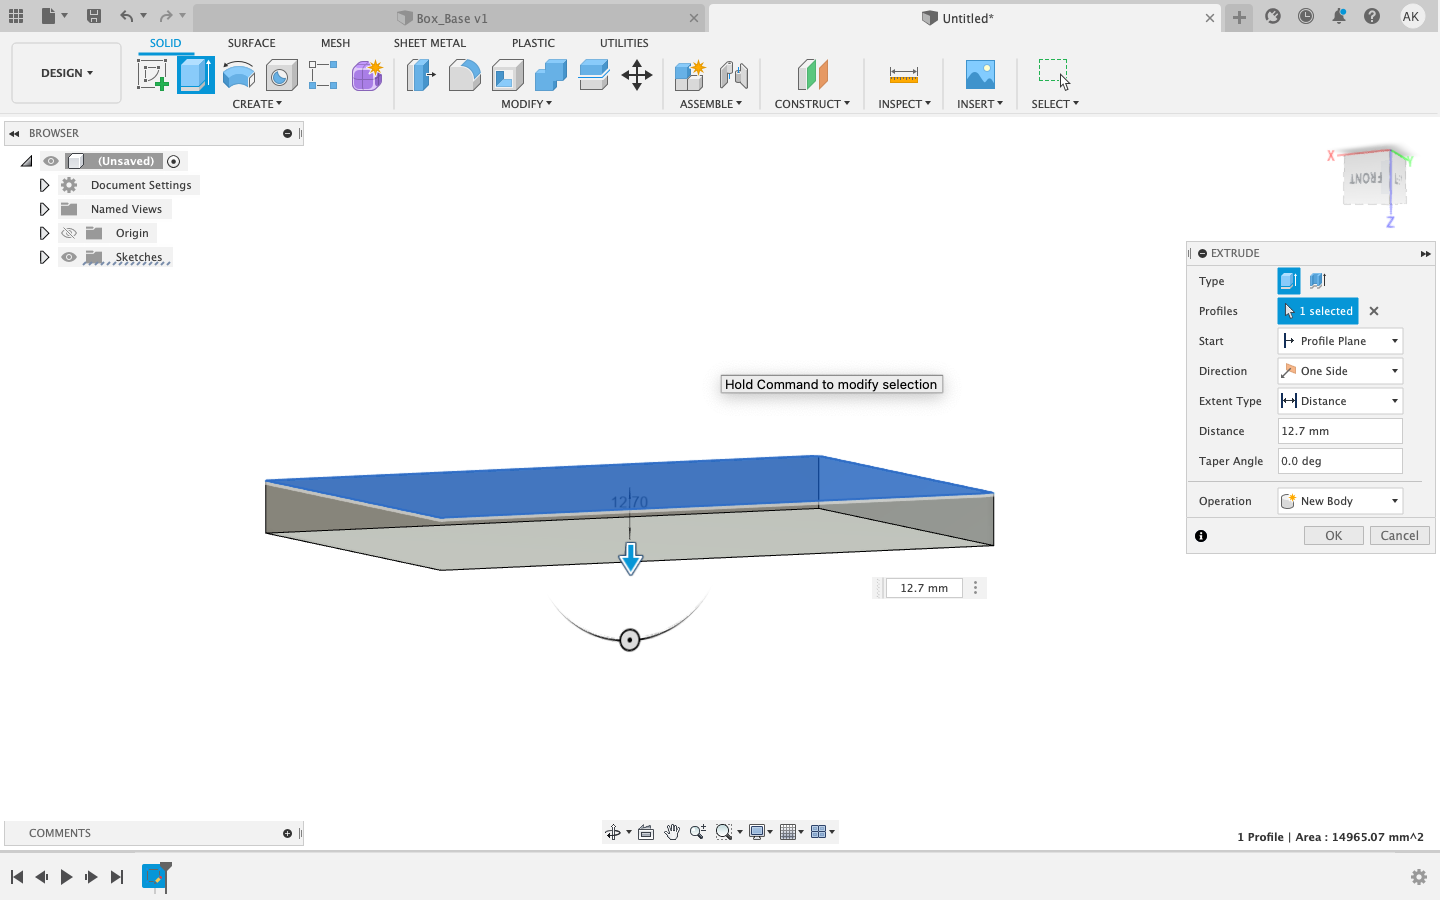 Box_Base v1
Untitled*
AK
DESIGN
SOLID
SURFACE
MESH
SHEET METAL
PLASTIC
UTILITIES
CREATE
MODIFY
ASSEMBLE
CONSTRUCT
INSPECT
INSERT
SELECT
BROWSER
(Unsaved)
Document Settings
Named Views
Origin
Sketches
X
Y
FRONT
Z
EXTRUDE
Type
Profiles
1 selected
Start
Profile Plane
Direction
One Side
Extent Type
Distance
Distance
12.7 mm
Taper Angle
0.0 deg
Operation
New Body
OK
Cancel
Hold Command to modify selection
12.70
12.7 mm
COMMENTS
1 Profile | Area : 14965.07 mm^2